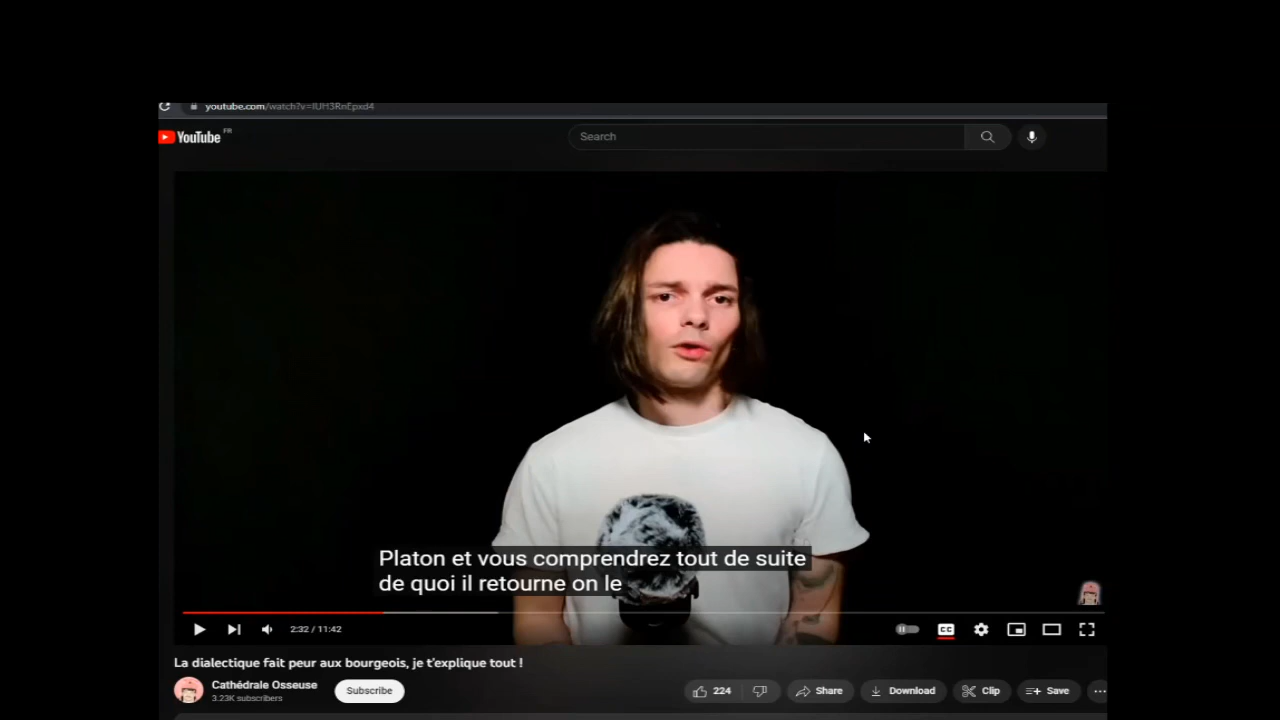 youtube.com/watch?v=IUH3RnEpxd4
YouTube FR
Search
Platon et vous comprendrez tout de suite
de quoi il retourne on le
2:32 / 11:42
CC
La dialectique fait peur aux bourgeois, je t'explique tout !
Cathédrale Osseuse
3.23K subscribers
Subscribe
224
Share
Download
Clip
Save